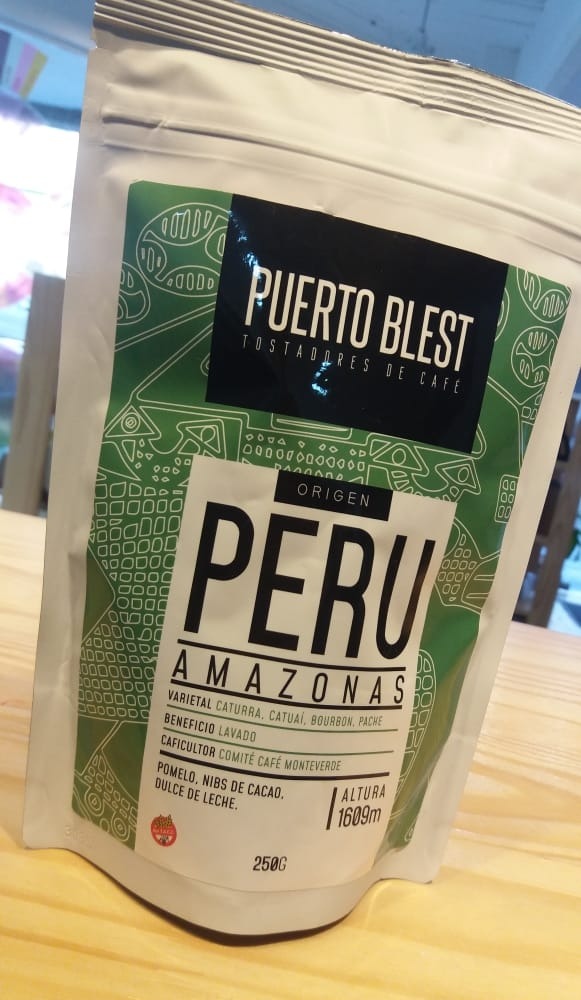 PUERTO BLEST
TOSTADORES DE CAFÉ
ORIGEN
PERU
AMAZONAS
VARIETAL CATURRA, CATUAÍ, BOURBON, PACHE
BENEFICIO LAVADO
CAFICULTOR COMITÉ CAFÉ MONTEVERDE
POMELO, NIBS DE CACAO,
DULCE DE LECHE.
ALTURA
1609m
250G